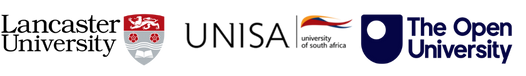 Lancaster
University
UNISA
university
of south africa
The Open
University